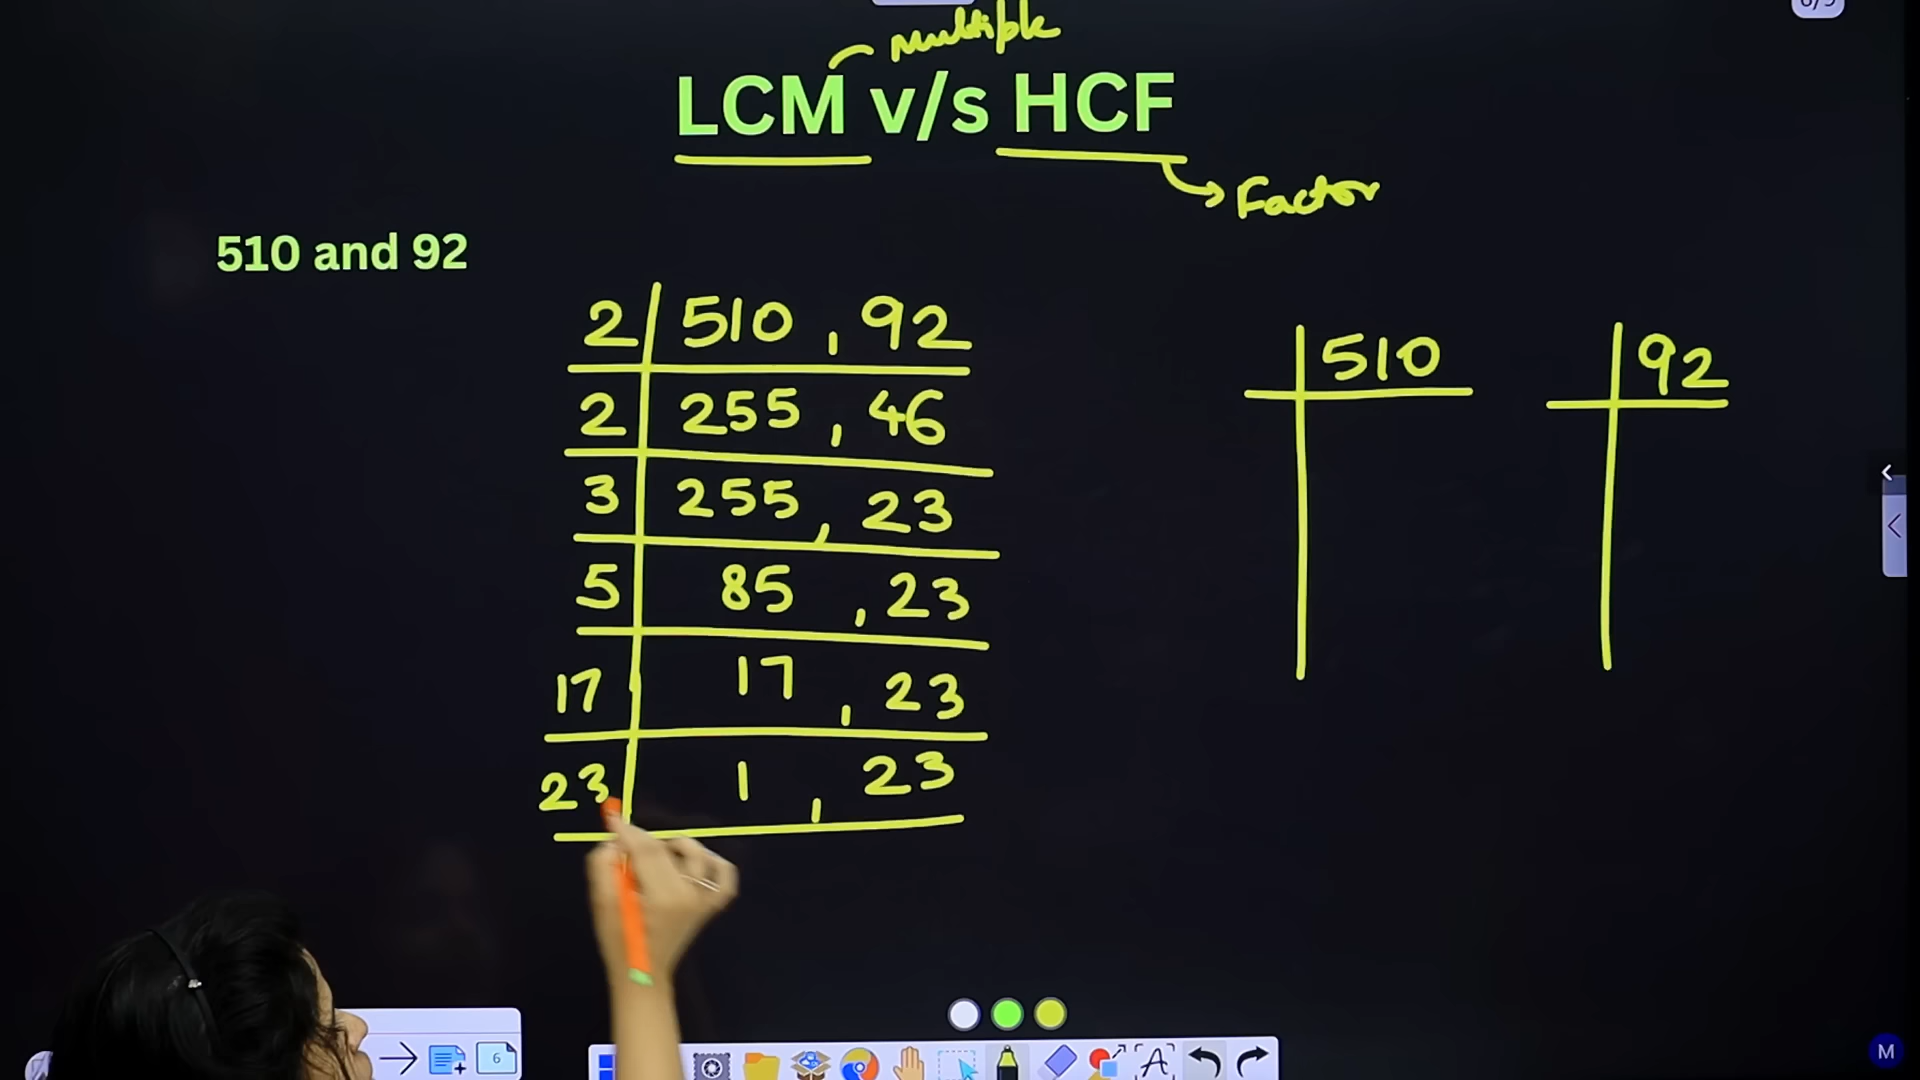 multiple
LCM v/s HCF
Factor
510 and 92
2 510 , 92
2 255 , 46
3 255 , 23
5 85 , 23
17 17 , 23
23 1 , 23
510
92
6
A
M